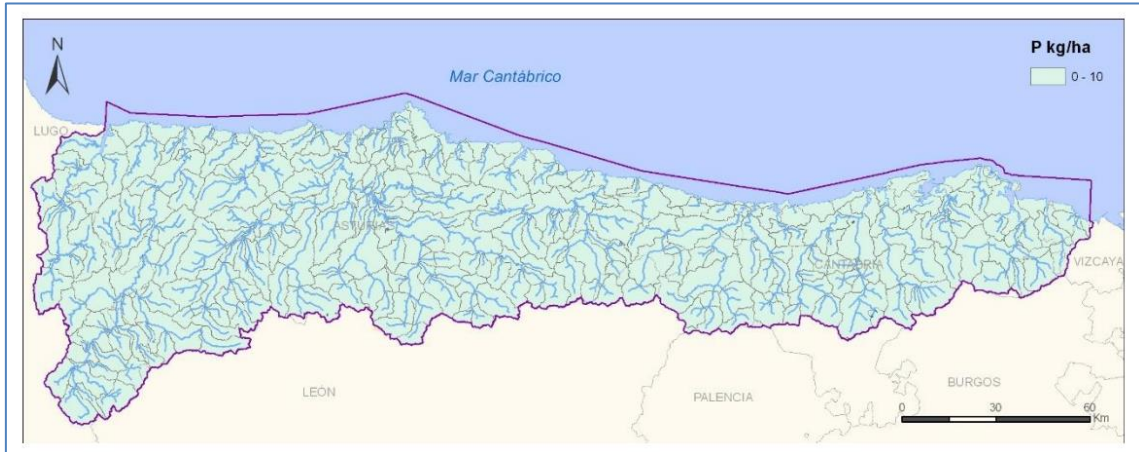 N
Mar Cantábrico
P kg/ha
0 - 10
LUGO
ASTURIAS
CANTABRIA
VIZCAYA
LEÓN
PALENCIA
BURGOS
0 30 60
Km